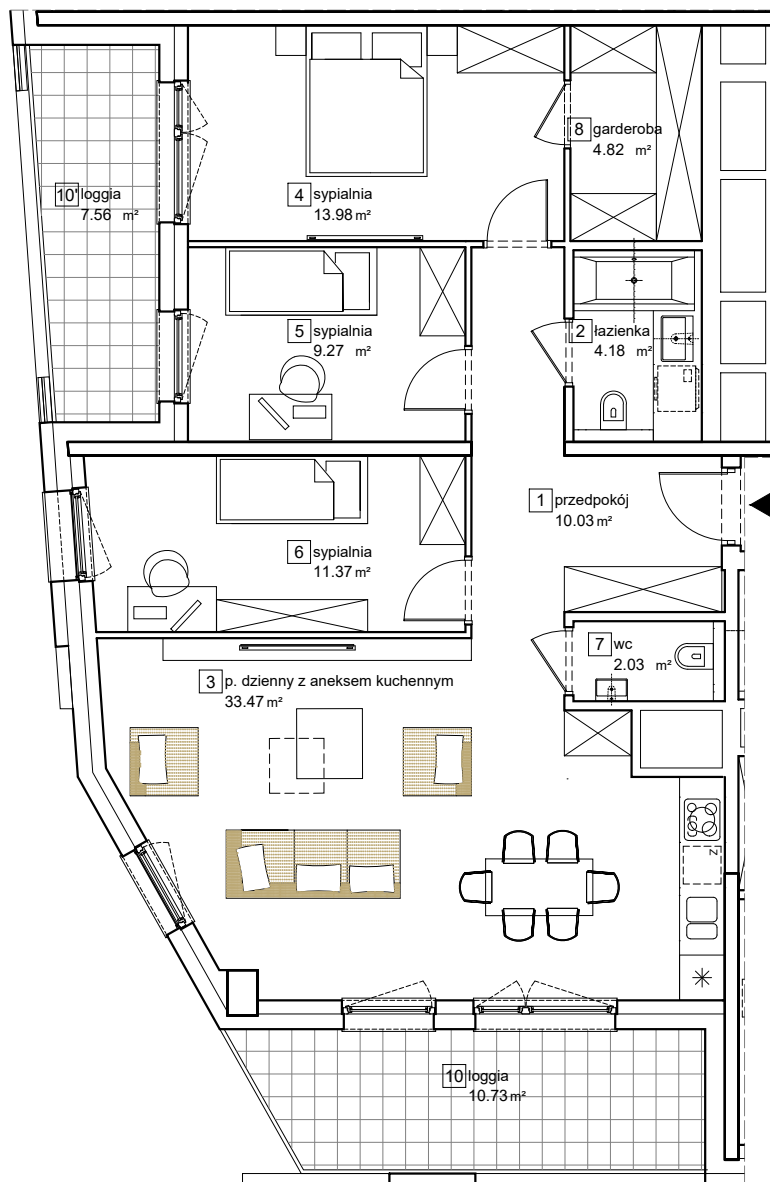 8 garderoba
4.82 m²
10' loggia
7.56 m²
4 sypialnia
13.98 m²
5 sypialnia
9.27 m²
2 łazienka
4.18 m²
1 przedpokój
10.03 m²
6 sypialnia
11.37 m²
7 wc
2.03 m²
3 p. dzienny z aneksem kuchennym
33.47 m²
Z
10 loggia
10.73 m²